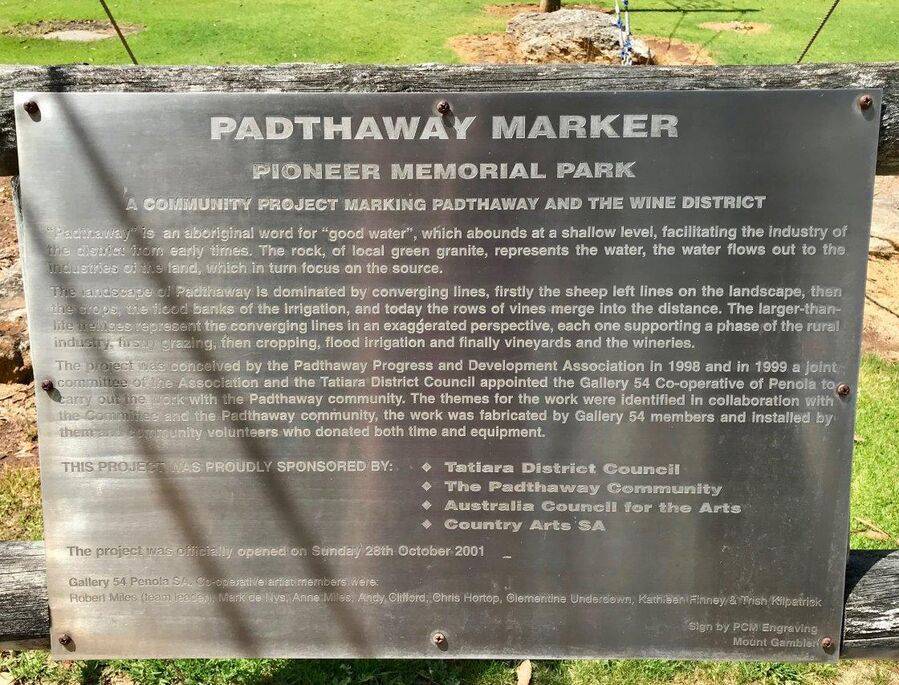 PADTHAWAY MARKER
PIONEER MEMORIAL PARK
A COMMUNITY PROJECT MARKING PADTHAWAY AND THE WINE DISTRICT
"Padthaway" is an aboriginal word for "good water", which abounds at a shallow level, facilitating the industry of
the district from early times. The rock, of local green granite, represents the water, the water flows out to the
industries of the land, which in turn focus on the source.
The landscape of Padthaway is dominated by converging lines, firstly the sheep left lines on the landscape, then
the crops, the flood banks of the irrigation, and today the rows of vines merge into the distance. The larger-than-
life trellises represent the converging lines in an exaggerated perspective, each one supporting a phase of the rural
industry, firstly grazing, then cropping, flood irrigation and finally vineyards and the wineries.
The project was conceived by the Padthaway Progress and Development Association in 1998 and in 1999 a joint
committee of the Association and the Tatiara District Council appointed the Gallery 54 Co-operative of Penola to
carry out the work with the Padthaway community. The themes for the work were identified in collaboration with
the Committee and the Padthaway community, the work was fabricated by Gallery 54 members and installed by
them and community volunteers who donated both time and equipment.
THIS PROJECT WAS PROUDLY SPONSORED BY: ❖ Tatiara District Council
❖ The Padthaway Community
❖ Australia Council for the Arts
❖ Country Arts SA
The project was officially opened on Sunday 28th October 2001
Gallery 54 Penola SA. Co-operative artist members were:
Robert Miles (team leader), Mark de Nys, Anne Miles, Andy Clifford, Chris Hortop, Clementine Underdown, Kathleen Finney & Trish Kilpatrick
Sign by PCM Engraving
Mount Gambier